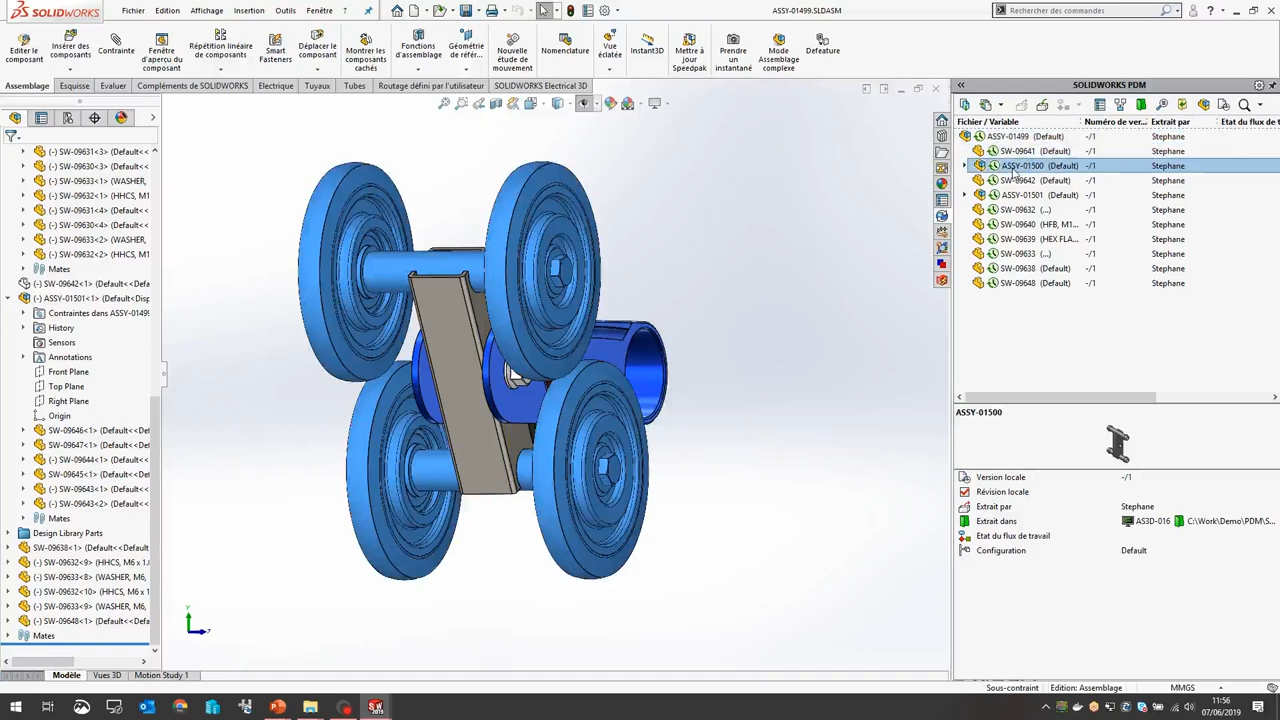 SOLIDWORKS
Fichier Edition Affichage Insertion Outils Fenêtre
ASSY-01499.SLDASM
Rechercher des commandes
Editer le composant
Insérer des composants
Contrainte
Fenêtre d'aperçu du composant
Répétition linéaire de composants
Smart Fasteners
Déplacer le composant
Montrer les composants cachés
Fonctions d'assemblage
Géométrie de référ...
Nouvelle étude de mouvement
Nomenclature
Vue éclatée
Instant3D
Mettre à jour Speedpak
Prendre un instantané
Mode Assemblage complexe
Defeature
Assemblage Esquisse Evaluer Compléments de SOLIDWORKS Electrique Tuyaux Tubes Routage défini par l'utilisateur SOLIDWORKS Electrical 3D
(-) SW-09631<3>
(-) SW-09630<3>
(-) SW-09633<1> (WASHER,
(-) SW-09632<1> (HHCS, M
(-) SW-09631<4>
(-) SW-09630<4>
(-) SW-09633<2> (WASHER,
(-) SW-09632<2> (HHCS, M
Mates
(-) SW-09642<1> (Default<<De
(-) ASSY-01501<1> (Default<Disp
Contraintes dans ASSY-01499
History
Sensors
Annotations
Front Plane
Top Plane
Right Plane
Origin
SW-09646<1> (Default<<Def
SW-09647<1> (Default<<Def
SW-09644<1> (Default<<Def
SW-09645<1> (Default<<Def
SW-09643<1> (Default<<Def
SW-09643<2> (Default<<Def
Mates
Design Library Parts
SW-09638<1> (Default<<Default
(-) SW-09632<9> (HHCS, M6 x 1.
(-) SW-09633<8> (WASHER, M6,
(-) SW-09632<10> (HHCS, M6 x 1
(-) SW-09633<9> (WASHER, M6,
(-) SW-09648<1> (Default<<Defa
Mates
Modèle Vues 3D Motion Study 1
SOLIDWORKS PDM
Fichier / Variable Numéro de ver... Extrait par Etat du flux de t
ASSY-01499 (Default) -/1 Stephane
SW-09641 (Default) -/1 Stephane
ASSY-01500 (Default) -/1 Stephane
SW-09642 (Default) -/1 Stephane
ASSY-01501 (Default) -/1 Stephane
SW-09632 (...) -/1 Stephane
SW-09640 (HFB, M1... -/1 Stephane
SW-09639 (HEX FLA... -/1 Stephane
SW-09633 (...) -/1 Stephane
SW-09638 (Default) -/1 Stephane
SW-09648 (Default) -/1 Stephane
ASSY-01500
Version locale -/1
Révision locale
Extrait par Stephane
Extrait dans AS3D-016 C:\Work\Demo\PDM\S...
Etat du flux de travail
Configuration Default
Sous-contraint Edition: Assemblage MMGS
11:56
07/06/2019